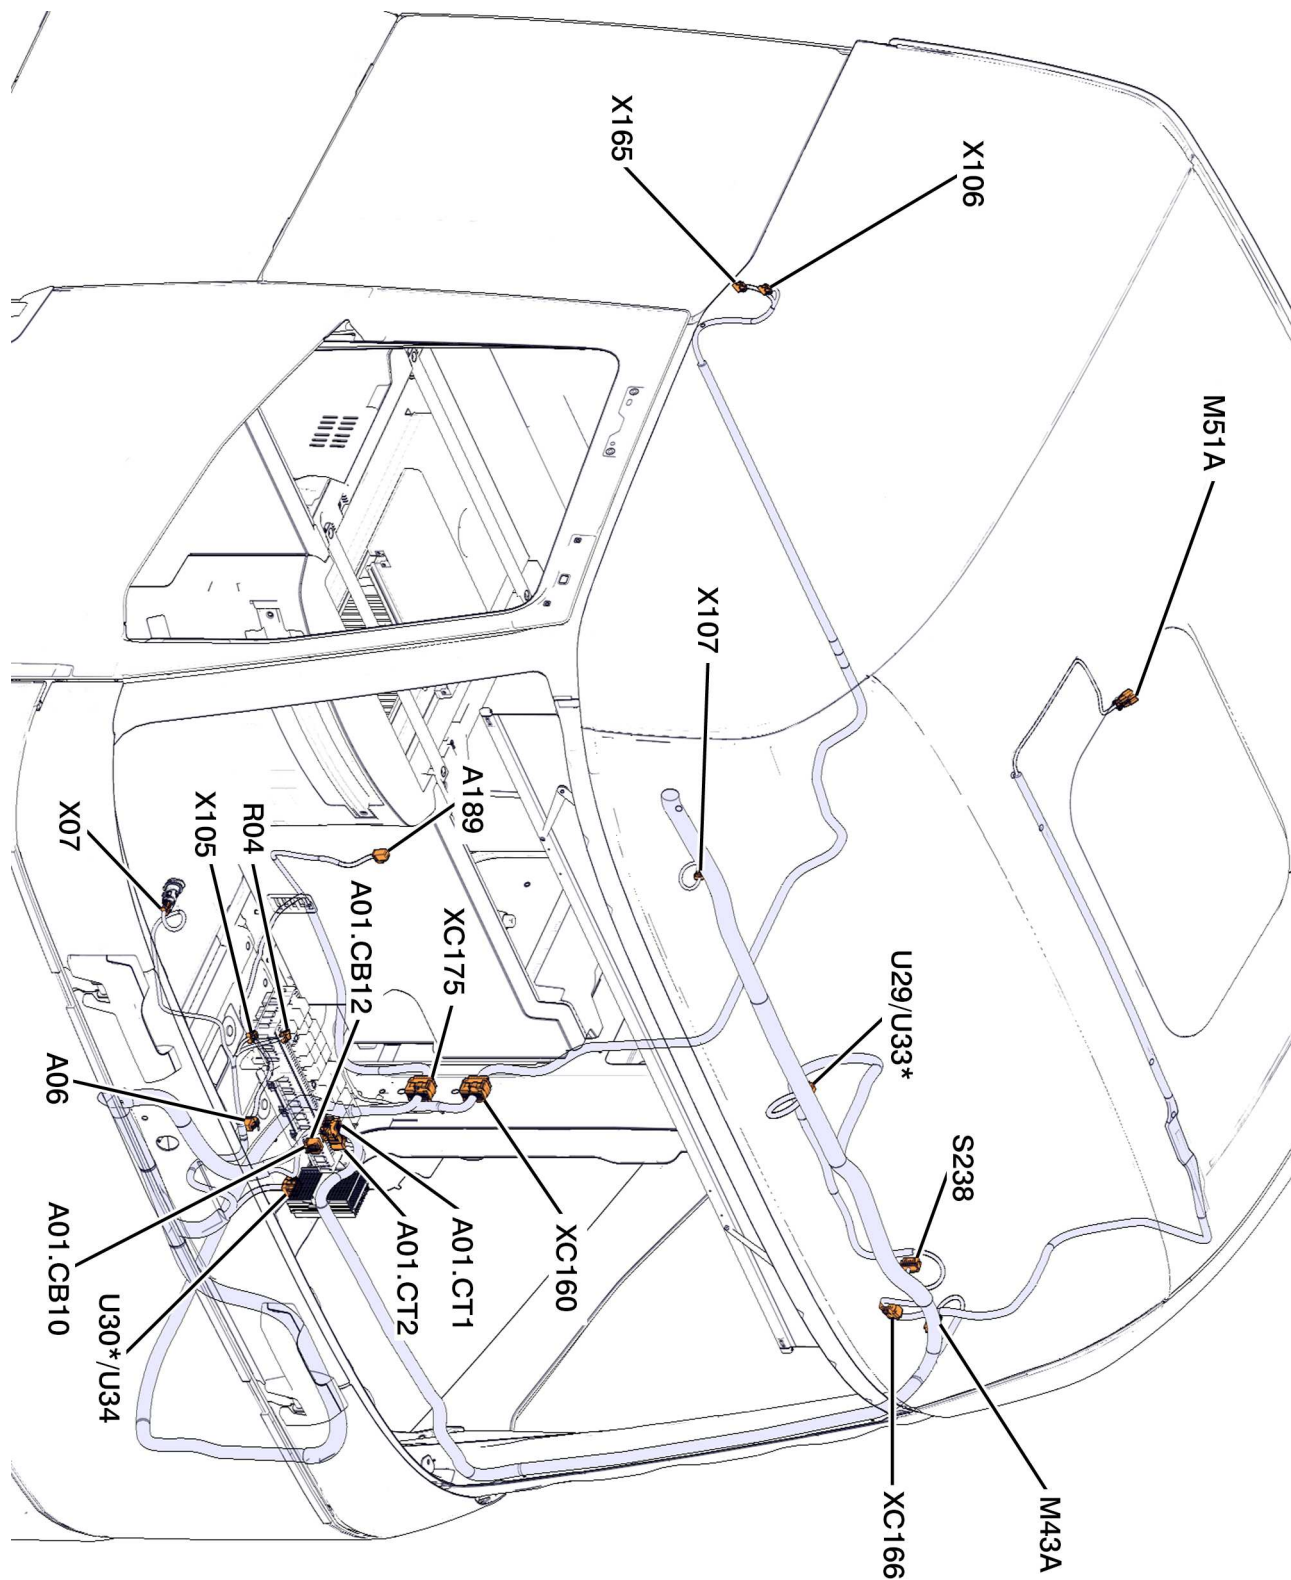 X165
X106
M51A
X107
A189
R04
X105
X07
A01.CB12
XC175
U29/U33*
S238
A06
A01.CB10
U30*/U34
A01.CT2
A01.CT1
XC160
XC166
M43A